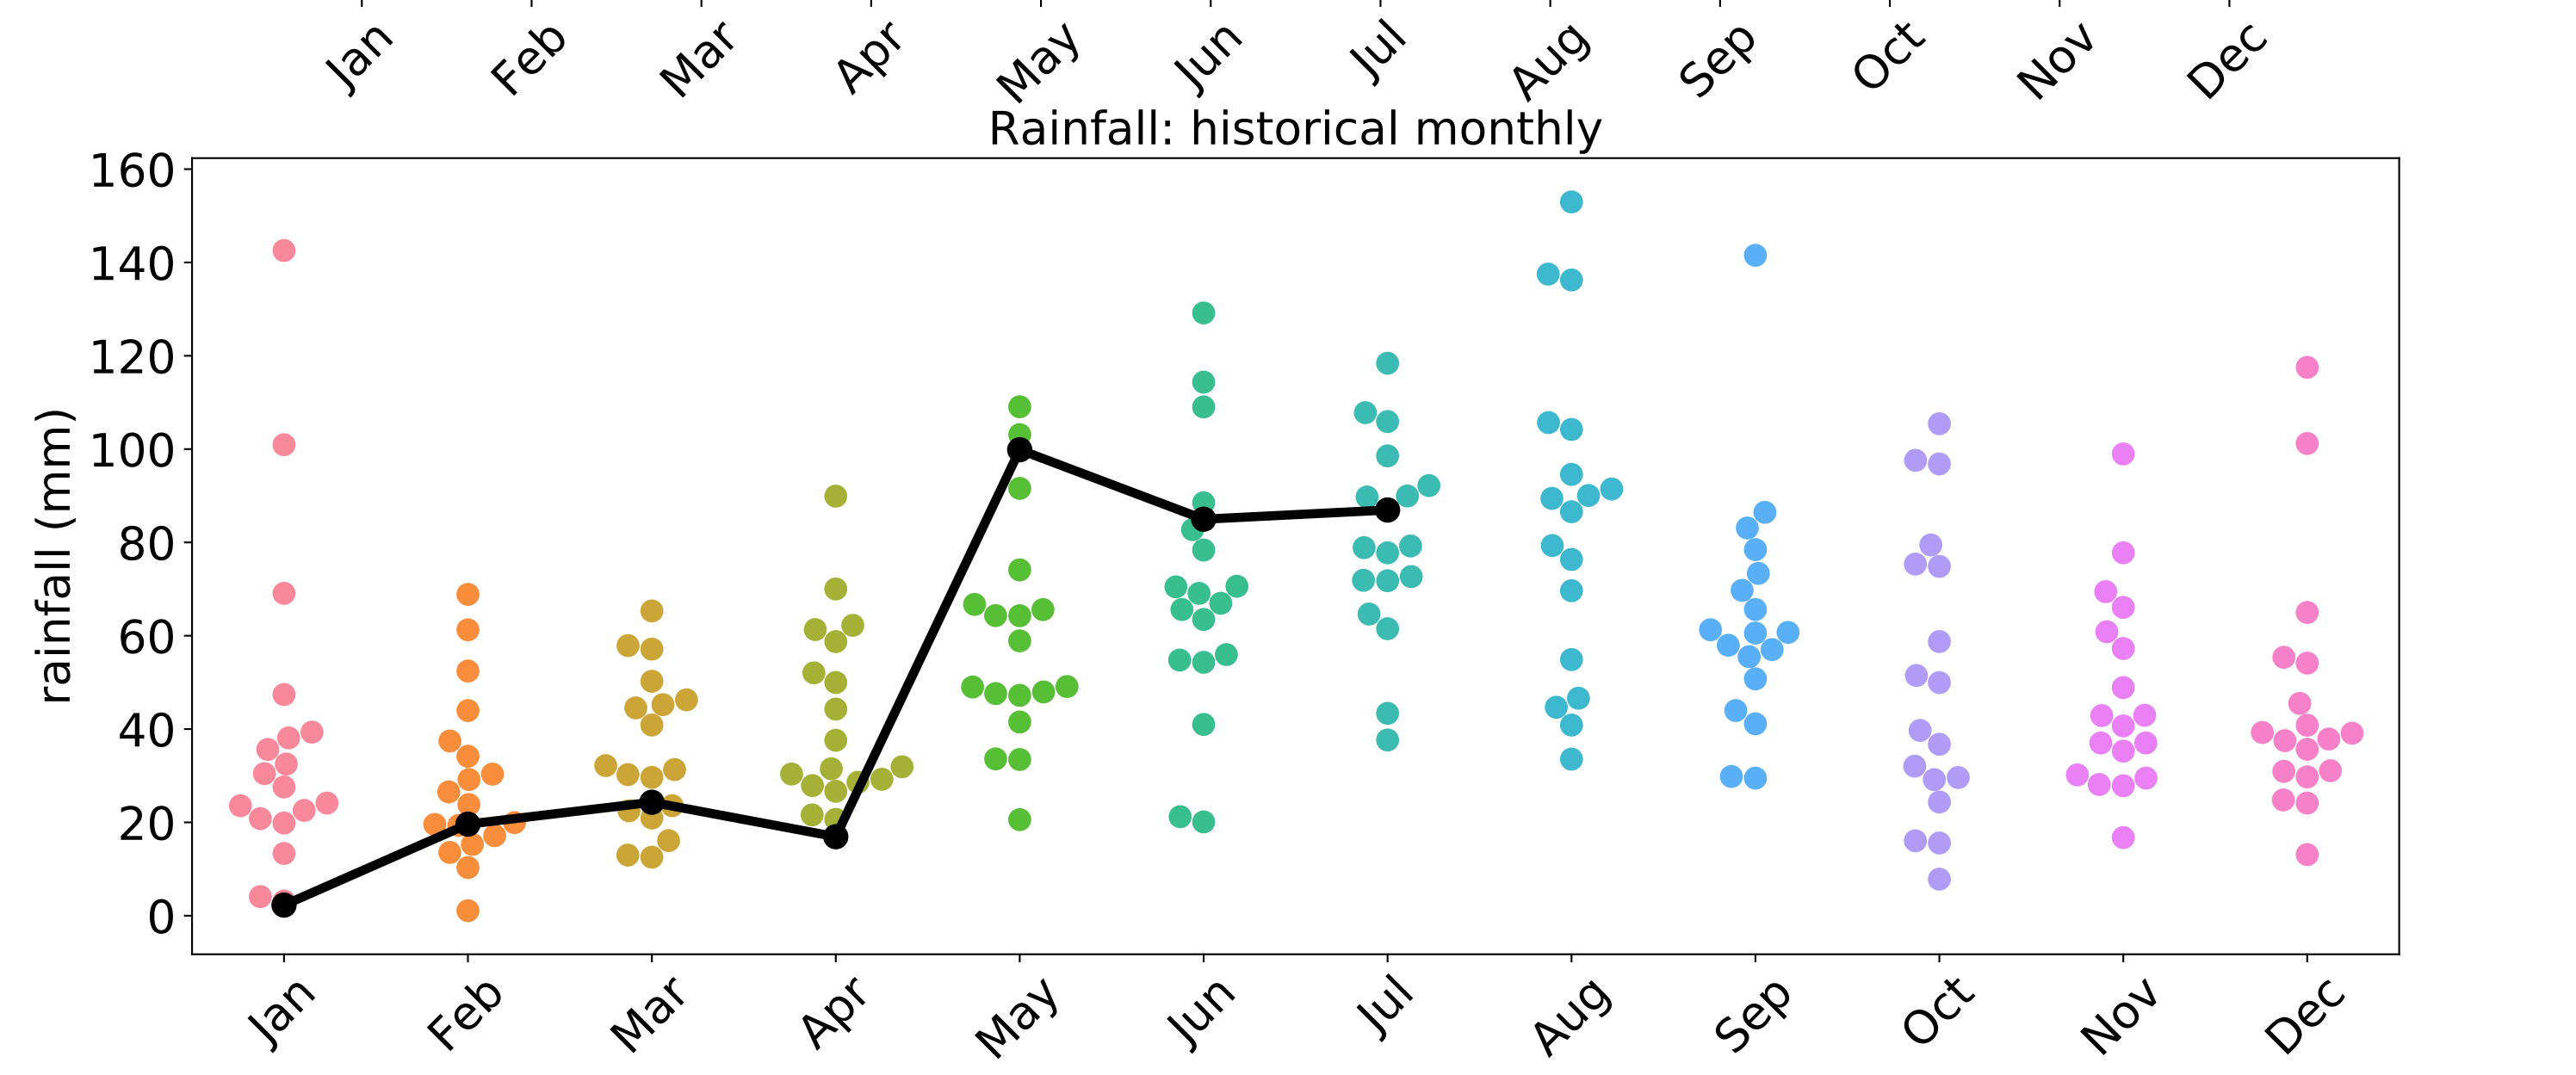 Jan Feb Mar Apr May Jun Jul Aug Sep Oct Nov Dec
Rainfall: historical monthly
rainfall (mm)
160
140
120
100
80
60
40
20
0
Jan Feb Mar Apr May Jun Jul Aug Sep Oct Nov Dec